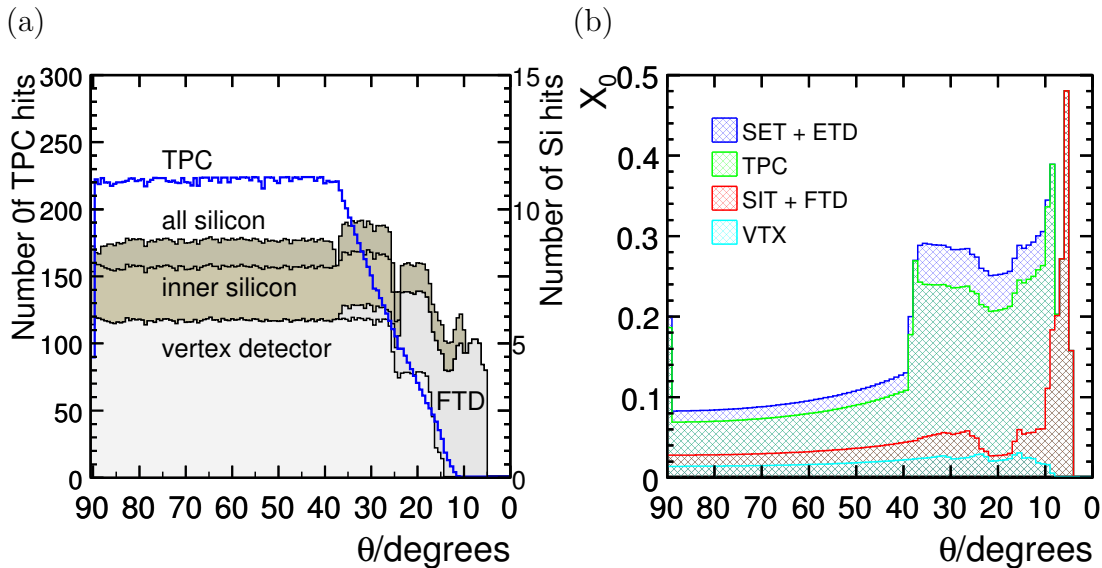 (a)
(b)
Number 0f TPC hits
300
250
200
150
100
50
0
TPC
all silicon
inner silicon
vertex detector
FTD
15
10
5
0
Number of Si hits
90 80 70 60 50 40 30 20 10 0
θ/degrees
X0
0.5
0.4
0.3
0.2
0.1
0
SET + ETD
TPC
SIT + FTD
VTX
90 80 70 60 50 40 30 20 10 0
θ/degrees